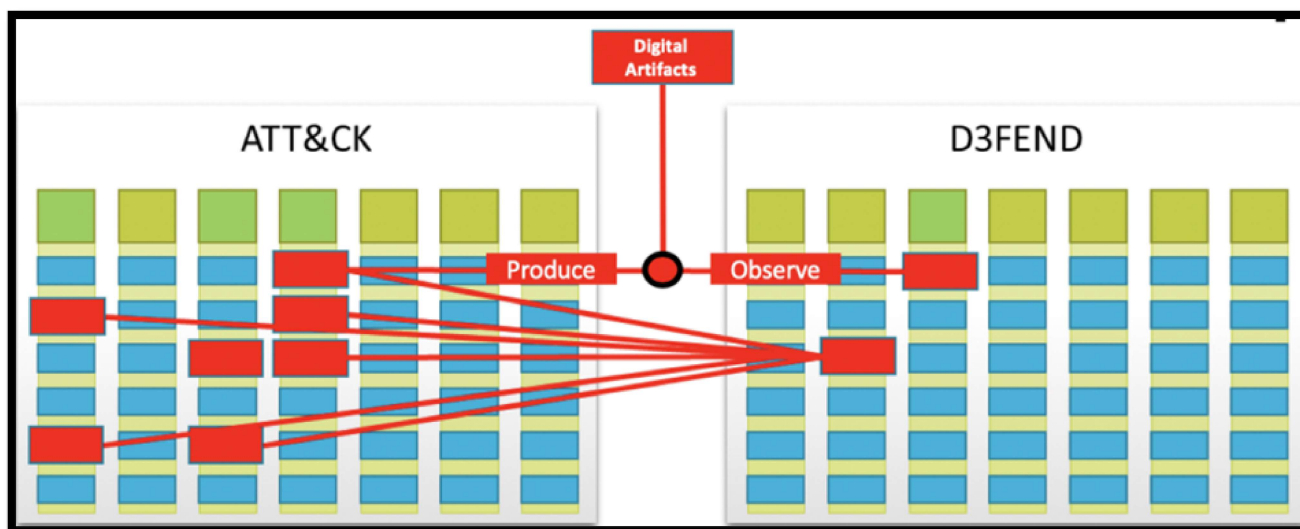 Digital
Artifacts
ATT&CK
D3FEND
Produce
Observe